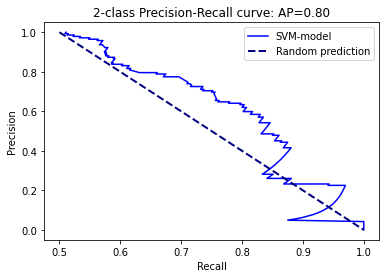 2-class Precision-Recall curve: AP=0.80
SVM-model
Random prediction
Precision
1.0
0.8
0.6
0.4
0.2
0.0
0.5
0.6
0.7
0.8
0.9
1.0
Recall